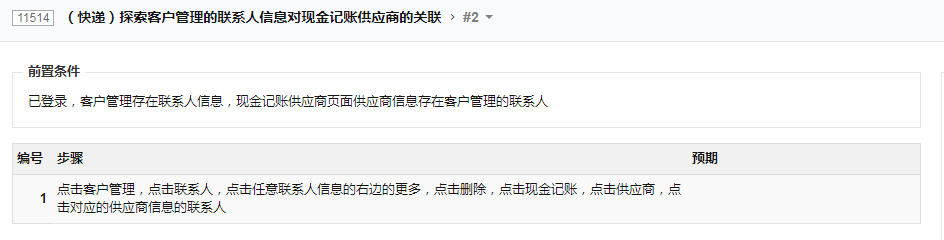 11514 （快递）探索客户管理的联系人信息对现金记账供应商的关联 > #2
前置条件
已登录，客户管理存在联系人信息，现金记账供应商页面供应商信息存在客户管理的联系人
编号 步骤 预期
1 点击客户管理，点击联系人，点击任意联系人信息的右边的更多，点击删除，点击现金记账，点击供应商，点
击对应的供应商信息的联系人